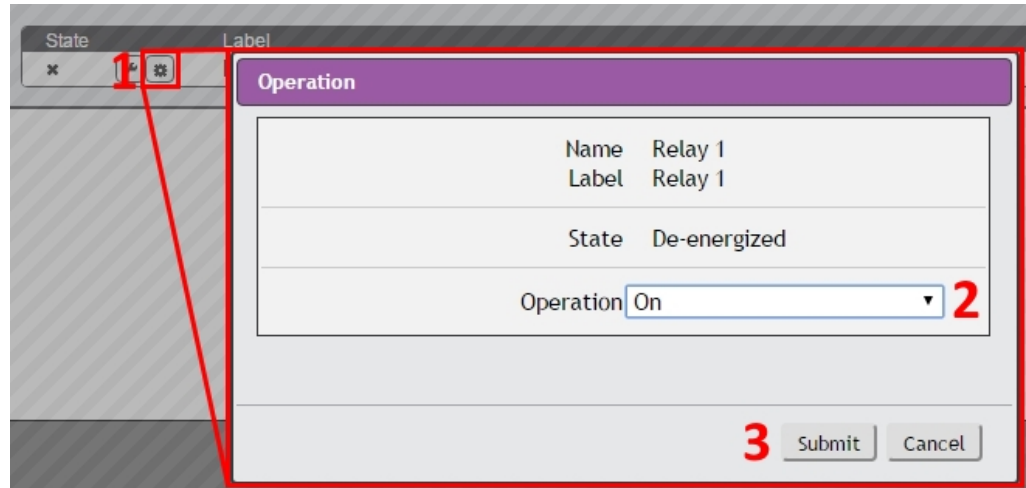 State Label
1
Operation
Name Relay 1
Label Relay 1
State De-energized
Operation On 2
3 Submit Cancel